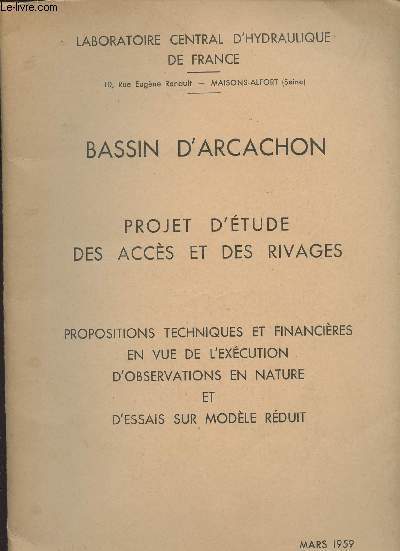 Le-livre.com
LABORATOIRE CENTRAL D'HYDRAULIQUE
DE FRANCE
10, Rue Eugène Renault — MAISONS-ALFORT (Seine)
BASSIN D'ARCACHON
PROJET D'ÉTUDE
DES ACCÈS ET DES RIVAGES
PROPOSITIONS TECHNIQUES ET FINANCIÈRES
EN VUE DE L'EXÉCUTION
D'OBSERVATIONS EN NATURE
ET
D'ESSAIS SUR MODÈLE RÉDUIT
MARS 1959